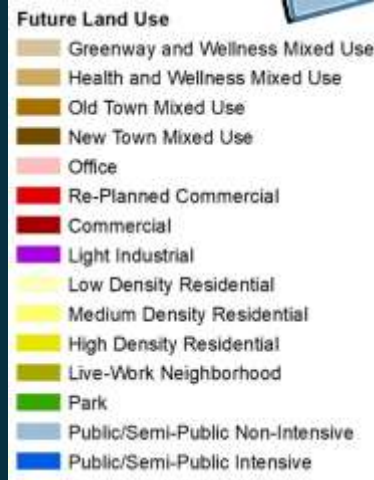 Future Land Use
Greenway and Wellness Mixed Use
Health and Wellness Mixed Use
Old Town Mixed Use
New Town Mixed Use
Office
Re-Planned Commercial
Commercial
Light Industrial
Low Density Residential
Medium Density Residential
High Density Residential
Live-Work Neighborhood
Park
Public/Semi-Public Non-Intensive
Public/Semi-Public Intensive